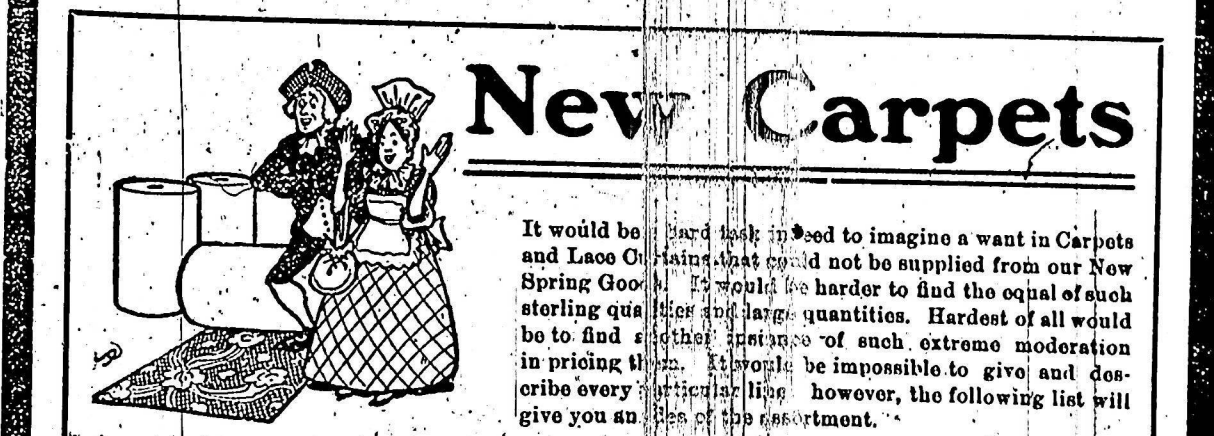 New Carpets
It would be a hard task indeed to imagine a want in Carpets
and Lace Curtains that could not be supplied from our New
Spring Goods. It would be harder to find the equal of such
sterling qualities and large quantities. Hardest of all would
be to find another instance of such extreme moderation
in pricing them. It would be impossible to give and des-
cribe every particular line however, the following list will
give you an idea of the assortment.